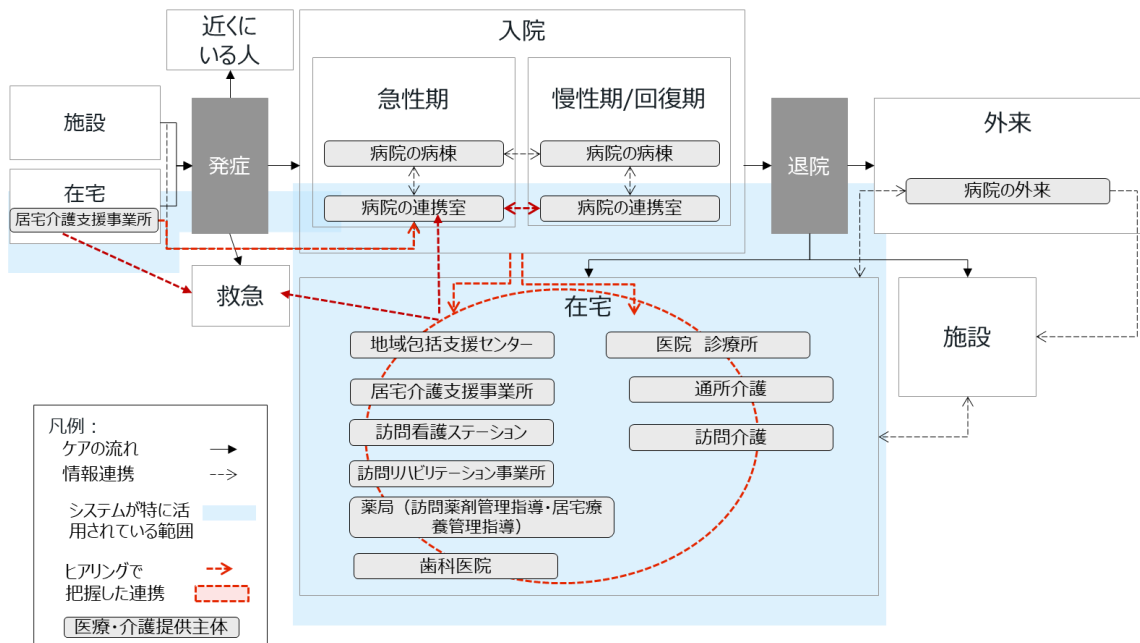 近くに
いる人
入院
急性期
慢性期/回復期
施設
発症
退院
外来
病院の病棟
病院の病棟
病院の外来
在宅
居宅介護支援事業所
病院の連携室
病院の連携室
救急
在宅
施設
地域包括支援センター
医院　診療所
居宅介護支援事業所
通所介護
訪問看護ステーション
訪問介護
訪問リハビリテーション事業所
薬局（訪問薬剤管理指導・居宅療
養管理指導）
歯科医院
凡例：
ケアの流れ
情報連携
システムが特に活
用されている範囲
ヒアリングで
把握した連携
医療・介護提供主体